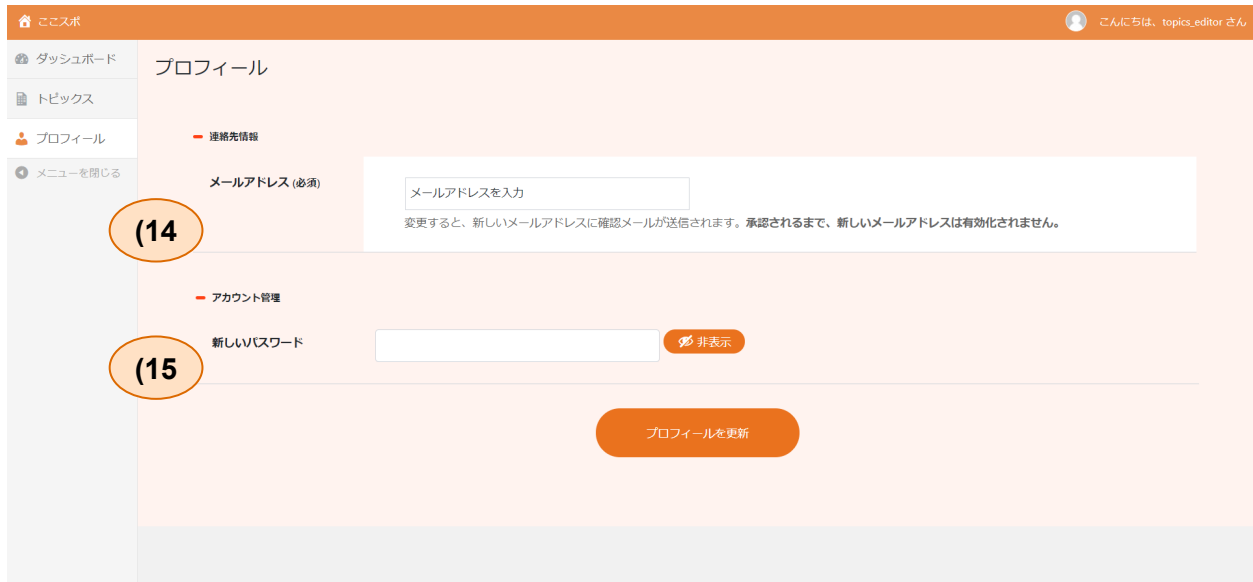 ここスポ
こんにちは、topics_editor さん
ダッシュボード
トピックス
プロフィール
メニューを閉じる
プロフィール
連絡先情報
メールアドレス (必須)
メールアドレスを入力
変更すると、新しいメールアドレスに確認メールが送信されます。承認されるまで、新しいメールアドレスは有効化されません。
(14
アカウント管理
新しいパスワード
非表示
(15
プロフィールを更新